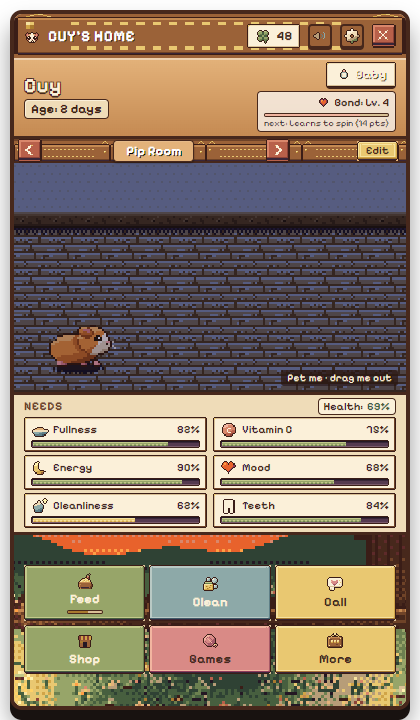 GUY'S HOME
48
Guy
Baby
Age: 2 days
Bond: Lv. 4
next: learns to spin (14 pts)
Pip Room
Edit
Pet me · drag me out
NEEDS
Health: 69%
Fullness 83%
Vitamin C 78%
Energy 90%
Mood 68%
Cleanliness 63%
Teeth 84%
Feed
Clean
Call
Shop
Games
More